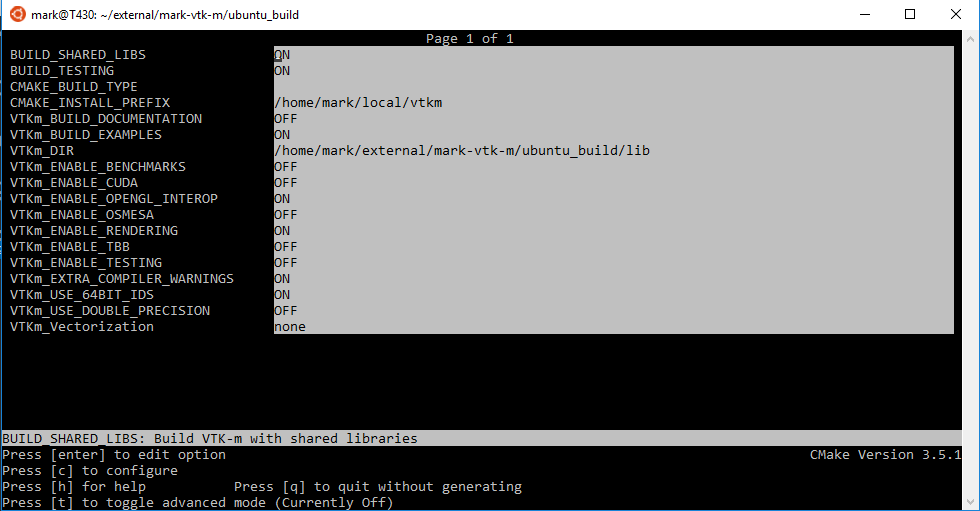 mark@T430: ~/external/mark-vtk-m/ubuntu_build
Page 1 of 1
BUILD_SHARED_LIBS ON
BUILD_TESTING ON
CMAKE_BUILD_TYPE
CMAKE_INSTALL_PREFIX /home/mark/local/vtkm
VTKm_BUILD_DOCUMENTATION OFF
VTKm_BUILD_EXAMPLES ON
VTKm_DIR /home/mark/external/mark-vtk-m/ubuntu_build/lib
VTKm_ENABLE_BENCHMARKS OFF
VTKm_ENABLE_CUDA OFF
VTKm_ENABLE_OPENGL_INTEROP ON
VTKm_ENABLE_OSMESA OFF
VTKm_ENABLE_RENDERING ON
VTKm_ENABLE_TBB OFF
VTKm_ENABLE_TESTING OFF
VTKm_EXTRA_COMPILER_WARNINGS ON
VTKm_USE_64BIT_IDS ON
VTKm_USE_DOUBLE_PRECISION OFF
VTKm_Vectorization none
BUILD_SHARED_LIBS: Build VTK-m with shared libraries
Press [enter] to edit option CMake Version 3.5.1
Press [c] to configure
Press [h] for help Press [q] to quit without generating
Press [t] to toggle advanced mode (Currently Off)